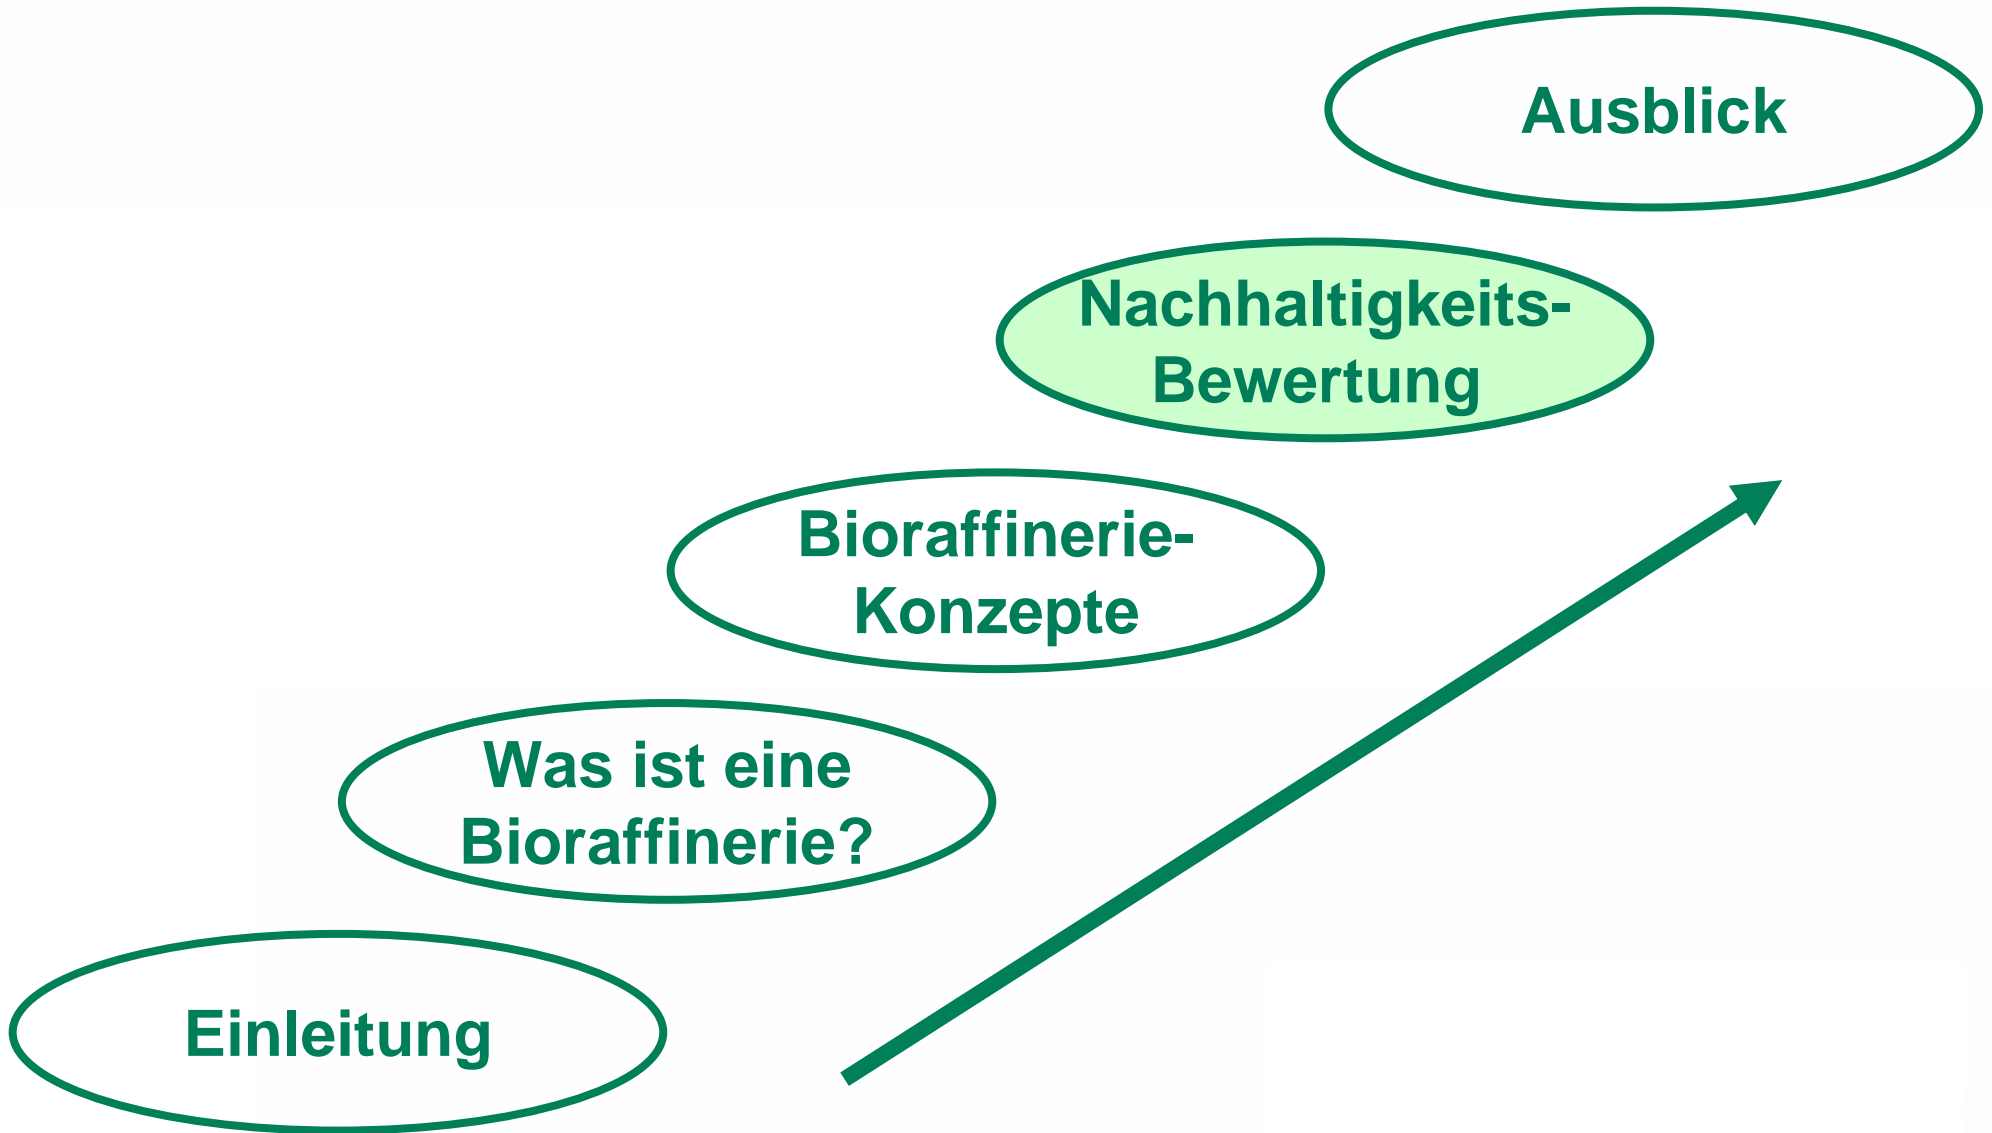 Ausblick
Nachhaltigkeits-
Bewertung
Bioraffinerie-
Konzepte
Was ist eine
Bioraffinerie?
Einleitung